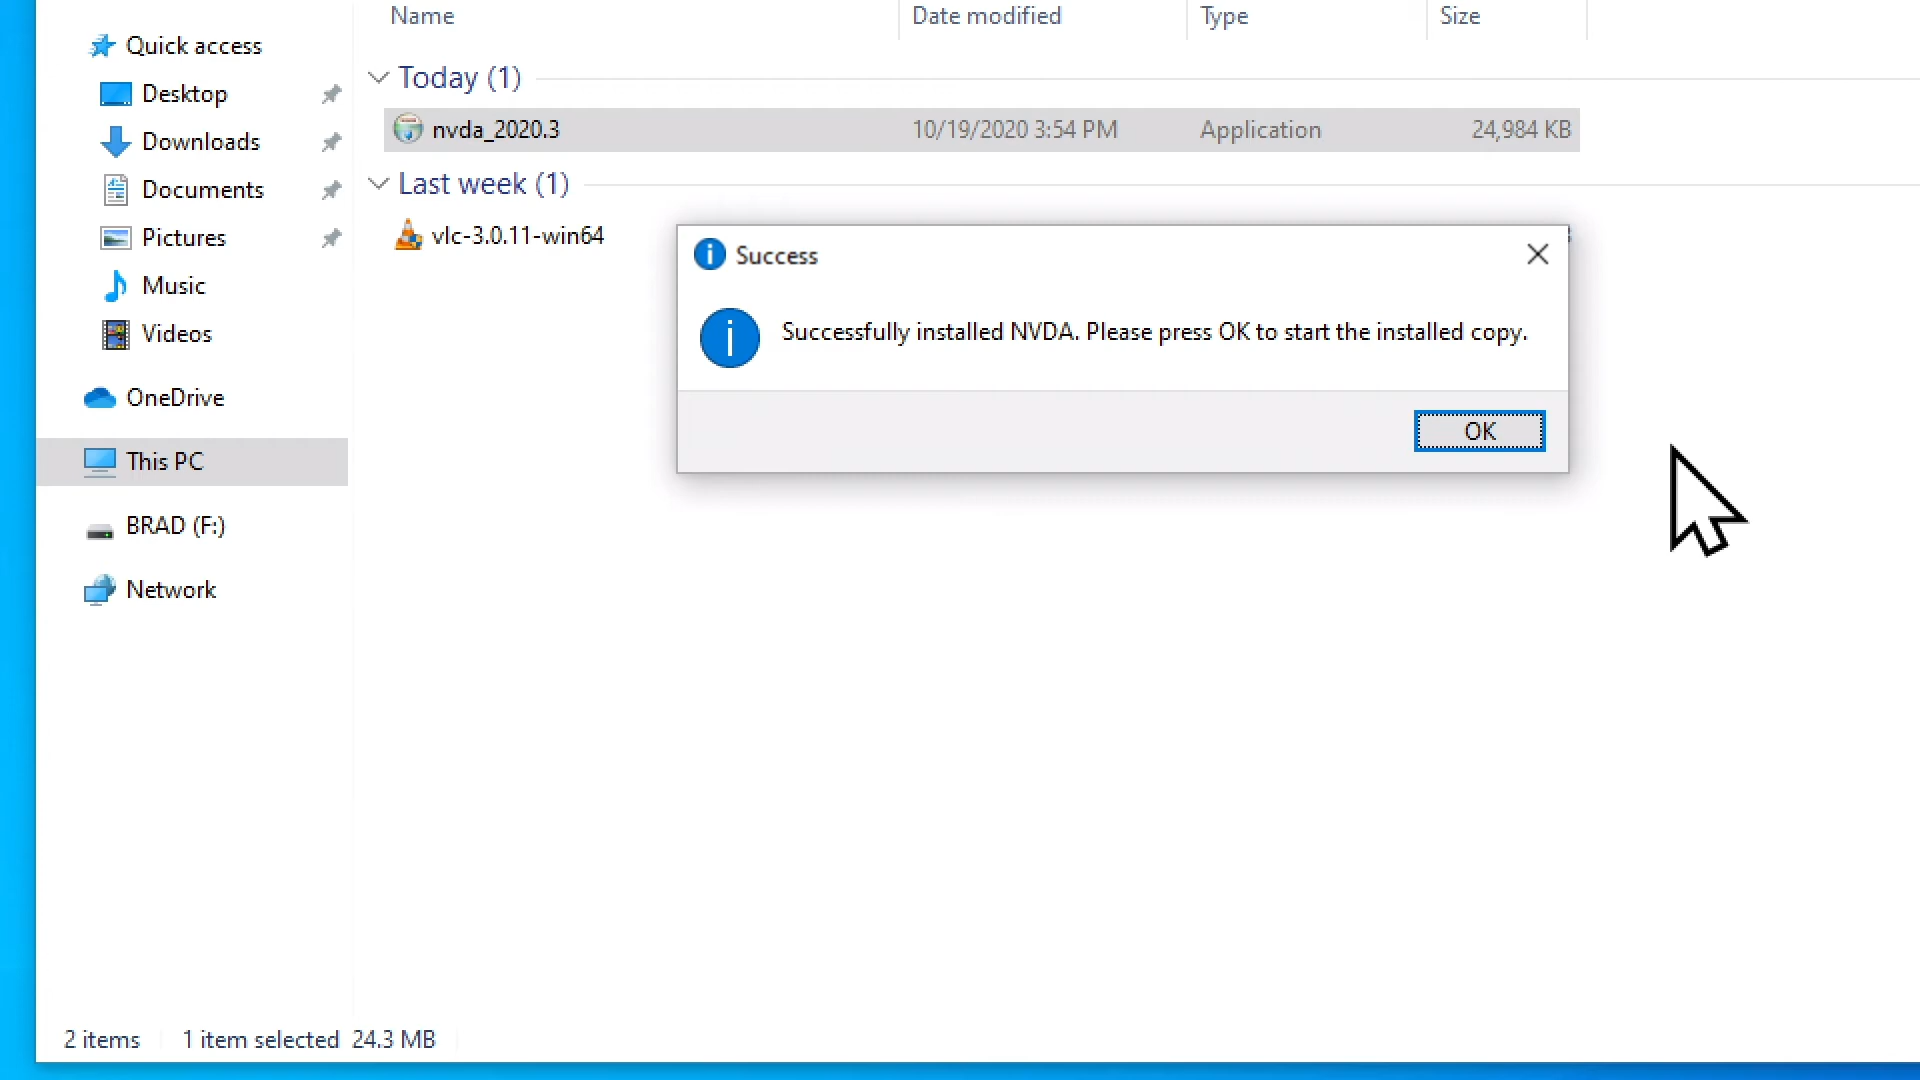 Name Date modified Type Size
Quick access
Desktop
Downloads
Documents
Pictures
Music
Videos
OneDrive
This PC
BRAD (F:)
Network
Today (1)
nvda_2020.3 10/19/2020 3:54 PM Application 24,984 KB
Last week (1)
vlc-3.0.11-win64
Success
Successfully installed NVDA. Please press OK to start the installed copy.
OK
2 items 1 item selected 24.3 MB